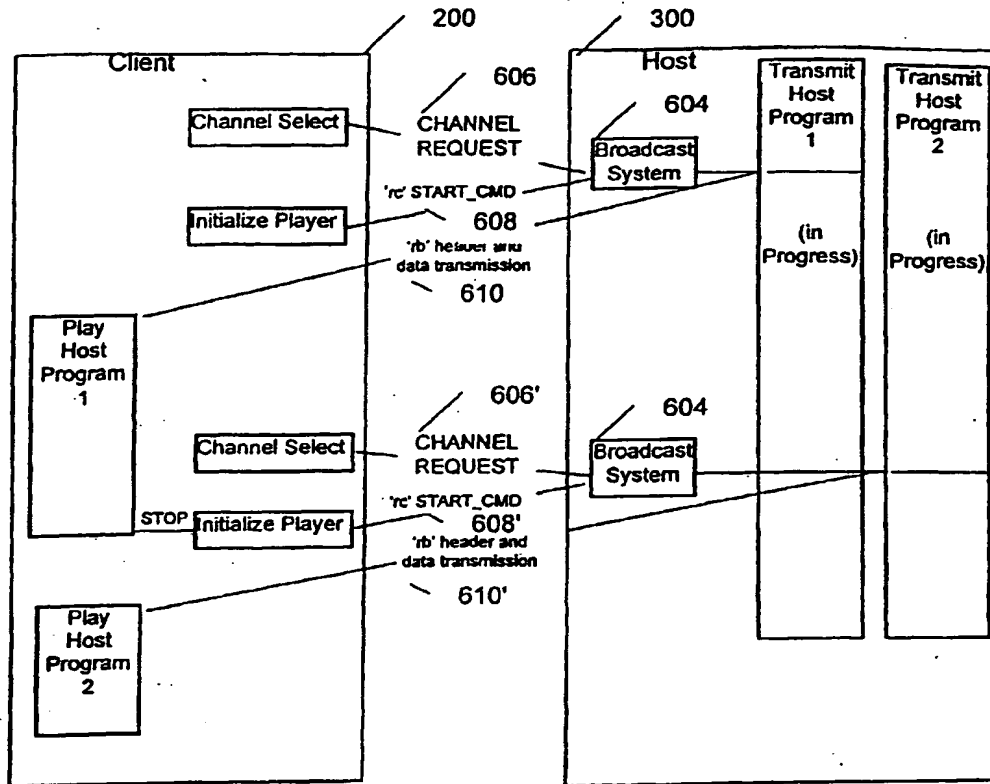 200
300
Client
Host
606
604
Channel Select
CHANNEL
REQUEST
Broadcast
System
Transmit
Host
Program
1
(in
Progress)
Transmit
Host
Program
2
(in
Progress)
'rc' START_CMD
Initialize Player
608
'rb' header and
data transmission
610
Play
Host
Program
1
606'
604
Channel Select
CHANNEL
REQUEST
Broadcast
System
'rc' START_CMD
STOP
Initialize Player
608'
'rb' header and
data transmission
610'
Play
Host
Program
2